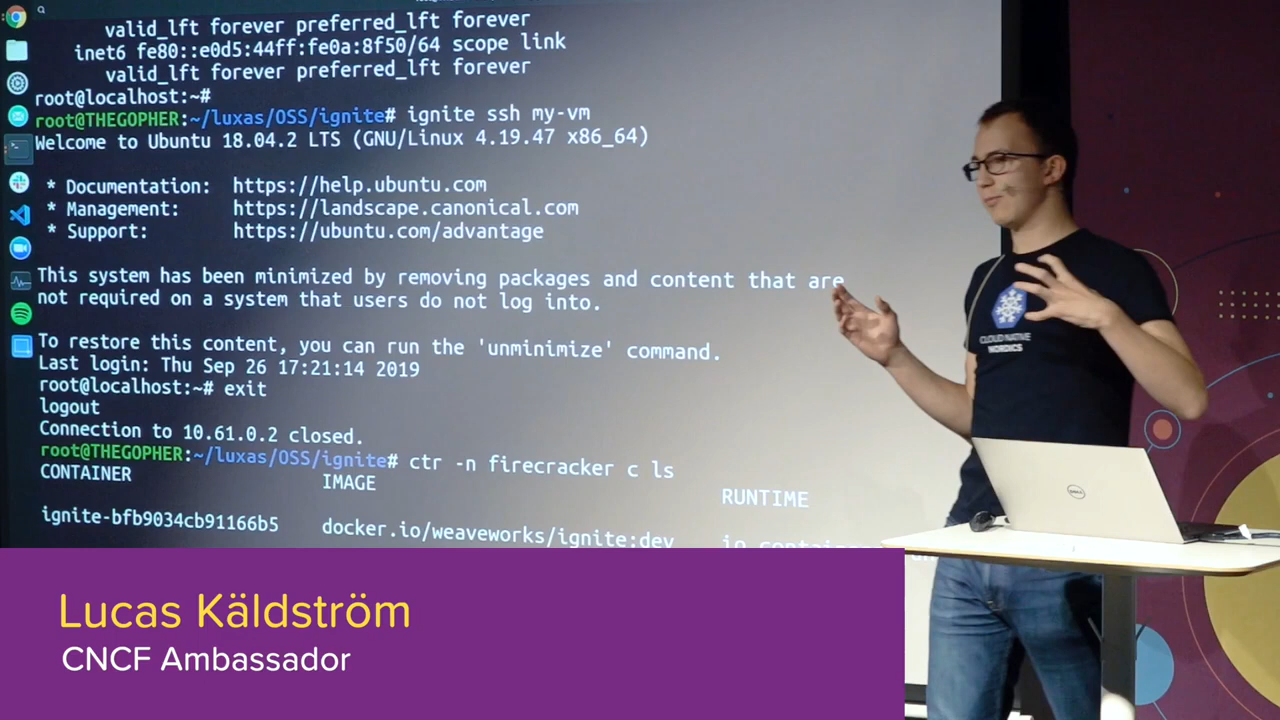 valid_lft forever preferred_lft forever
inet6 fe80::e0d5:44ff:fe0a:8f50/64 scope link
valid_lft forever preferred_lft forever
root@localhost:~#
root@THEGOPHER:~/luxas/OSS/ignite# ignite ssh my-vm
Welcome to Ubuntu 18.04.2 LTS (GNU/Linux 4.19.47 x86_64)
* Documentation: https://help.ubuntu.com
* Management: https://landscape.canonical.com
* Support: https://ubuntu.com/advantage
This system has been minimized by removing packages and content that are
not required on a system that users do not log into.
To restore this content, you can run the 'unminimize' command.
Last login: Thu Sep 26 17:21:14 2019
root@localhost:~# exit
logout
Connection to 10.61.0.2 closed.
root@THEGOPHER:~/luxas/OSS/ignite# ctr -n firecracker c ls
CONTAINER IMAGE RUNTIME
ignite-bfb9034cb91166b5 docker.io/weaveworks/ignite:dev
CLOUD NATIVE
NORDICS
DELL
Lucas Käldström
CNCF Ambassador